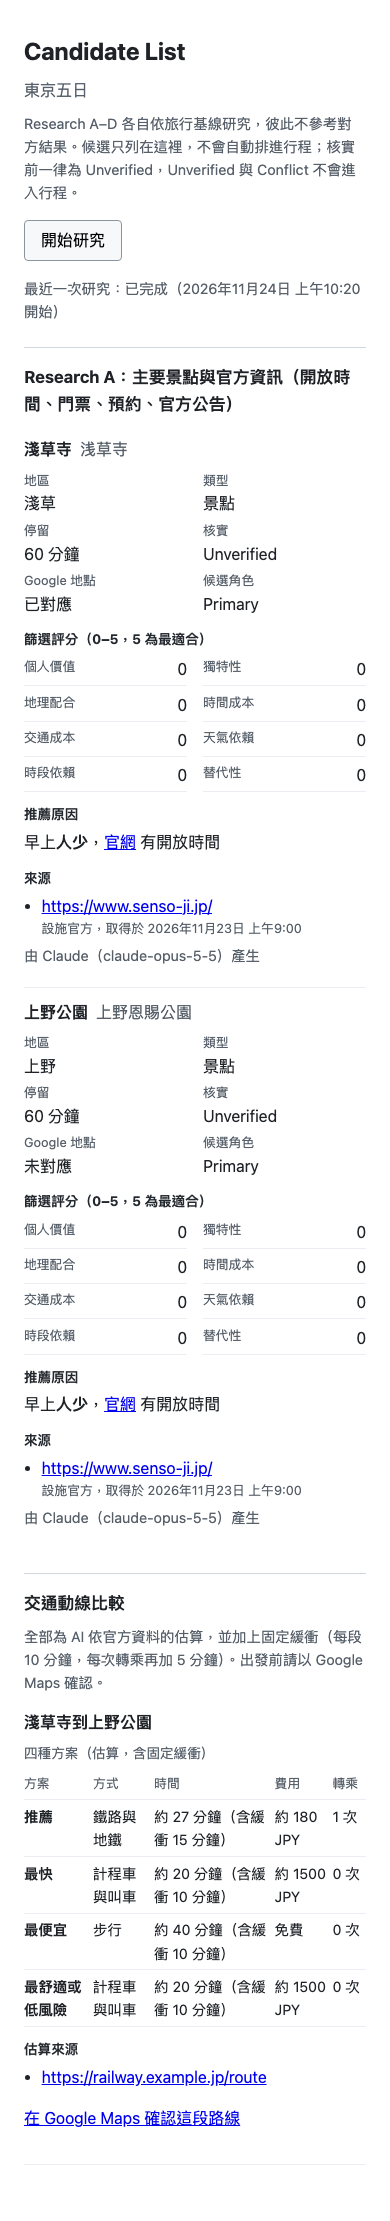 Candidate List
東京五日
Research A–D 各自依旅行基線研究，彼此不參考對
方結果。候選只列在這裡，不會自動排進行程；核實
前一律為 Unverified，Unverified 與 Conflict 不會進
入行程。
開始研究
最近一次研究：已完成（2026年11月24日 上午10:20
開始）
Research A：主要景點與官方資訊（開放時
間、門票、預約、官方公告）
淺草寺 浅草寺
地區 類型
淺草 景點
停留 核實
60 分鐘 Unverified
Google 地點 候選角色
已對應 Primary
篩選評分（0–5，5 為最適合）
個人價值 0 獨特性 0
地理配合 0 時間成本 0
交通成本 0 天氣依賴 0
時段依賴 0 替代性 0
推薦原因
早上人少，官網 有開放時間
來源
• https://www.senso-ji.jp/
設施官方，取得於 2026年11月23日 上午9:00
由 Claude（claude-opus-5-5）產生
上野公園 上野恩賜公園
地區 類型
上野 景點
停留 核實
60 分鐘 Unverified
Google 地點 候選角色
未對應 Primary
篩選評分（0–5，5 為最適合）
個人價值 0 獨特性 0
地理配合 0 時間成本 0
交通成本 0 天氣依賴 0
時段依賴 0 替代性 0
推薦原因
早上人少，官網 有開放時間
來源
• https://www.senso-ji.jp/
設施官方，取得於 2026年11月23日 上午9:00
由 Claude（claude-opus-5-5）產生
交通動線比較
全部為 AI 依官方資料的估算，並加上固定緩衝（每段
10 分鐘，每次轉乘再加 5 分鐘）。出發前請以 Google
Maps 確認。
淺草寺到上野公園
四種方案（估算，含固定緩衝）
方案 方式 時間 費用 轉乘
推薦 鐵路與 約 27 分鐘（含緩 約 180 1 次
地鐵 衝 15 分鐘） JPY
最快 計程車 約 20 分鐘（含緩 約 1500 0 次
與叫車 衝 10 分鐘） JPY
最便宜 步行 約 40 分鐘（含緩 免費 0 次
衝 10 分鐘）
最舒適或 計程車 約 20 分鐘（含緩 約 1500 0 次
低風險 與叫車 衝 10 分鐘） JPY
估算來源
• https://railway.example.jp/route
在 Google Maps 確認這段路線